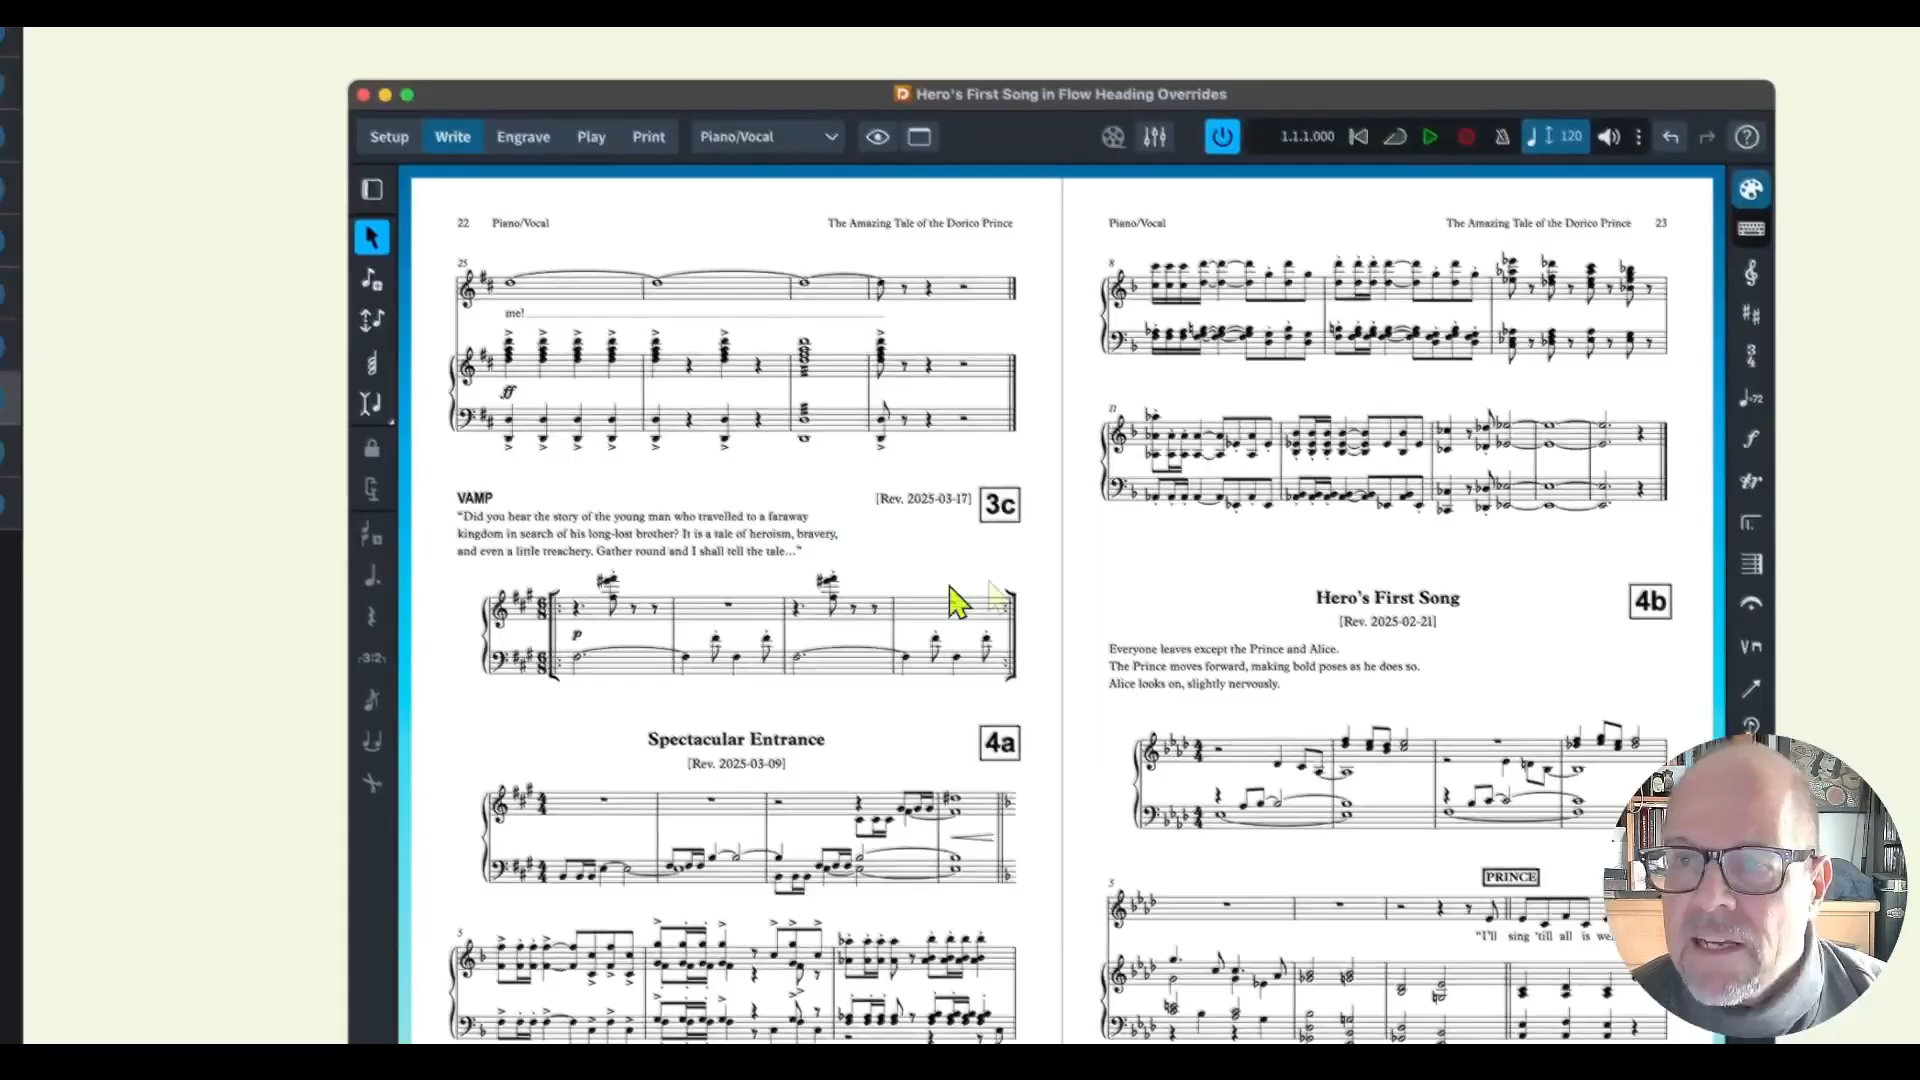 Hero's First Song in Flow Heading Overrides
Setup
Write
Engrave
Play
Print
Piano/Vocal
1.1.1.000
120
22
Piano/Vocal
The Amazing Tale of the Dorico Prince
25
me!
ff
VAMP
[Rev. 2025-03-17]
3c
"Did you hear the story of the young man who travelled to a faraway
kingdom in search of his long-lost brother? It is a tale of heroism, bravery,
and even a little treachery. Gather round and I shall tell the tale..."
p
Spectacular Entrance
4a
[Rev. 2025-03-09]
5
Piano/Vocal
The Amazing Tale of the Dorico Prince
23
8
11
Hero's First Song
4b
[Rev. 2025-02-21]
Everyone leaves except the Prince and Alice.
The Prince moves forward, making bold poses as he does so.
Alice looks on, slightly nervously.
PRINCE
5
"I'll sing 'till all is we